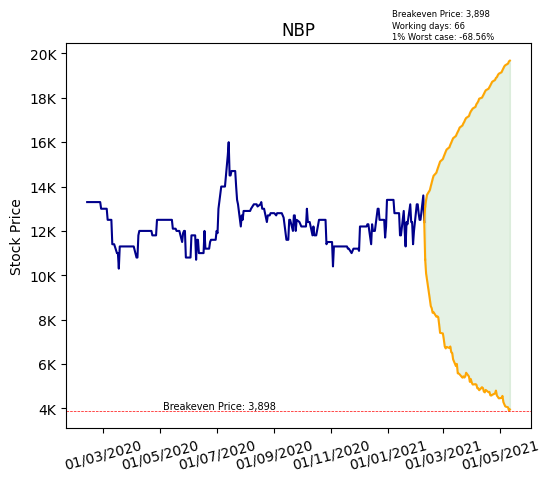 Breakeven Price: 3,898
Working days: 66
1% Worst case: -68.56%
NBP
Stock Price
20K
18K
16K
14K
12K
10K
8K
6K
4K
Breakeven Price: 3,898
01/03/2020
01/05/2020
01/07/2020
01/09/2020
01/11/2020
01/01/2021
01/03/2021
01/05/2021